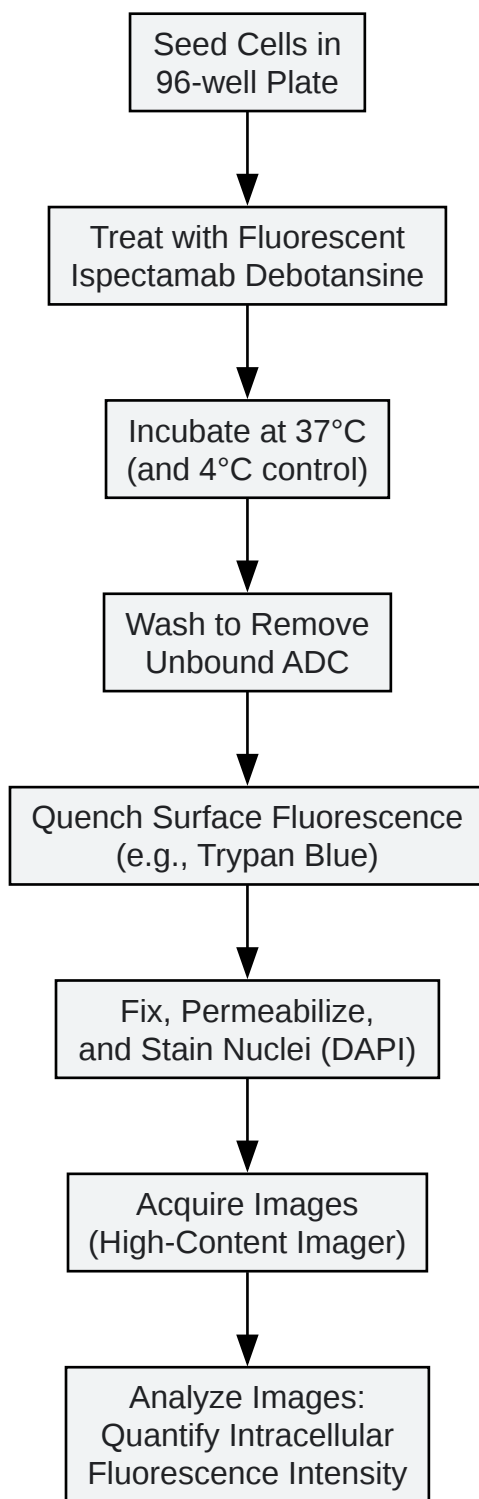 Seed Cells in
96-well Plate
Treat with Fluorescent
Ispectamab Debotansine
Incubate at 37°C
(and 4°C control)
Wash to Remove
Unbound ADC
Quench Surface Fluorescence
(e.g., Trypan Blue)
Fix, Permeabilize,
and Stain Nuclei (DAPI)
Acquire Images
(High-Content Imager)
Analyze Images:
Quantify Intracellular
Fluorescence Intensity